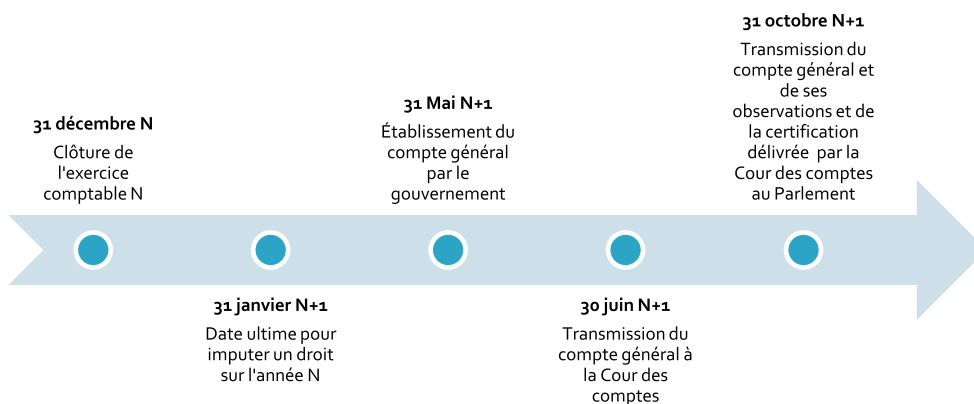 31 décembre N
Clôture de
l'exercice
comptable N
31 janvier N+1
Date ultime pour
imputer un droit
sur l'année N
31 Mai N+1
Établissement du
compte général
par le
gouvernement
30 juin N+1
Transmission du
compte général à
la Cour des
comptes
31 octobre N+1
Transmission du
compte général et
de ses
observations et de
la certification
délivrée par la
Cour des comptes
au Parlement